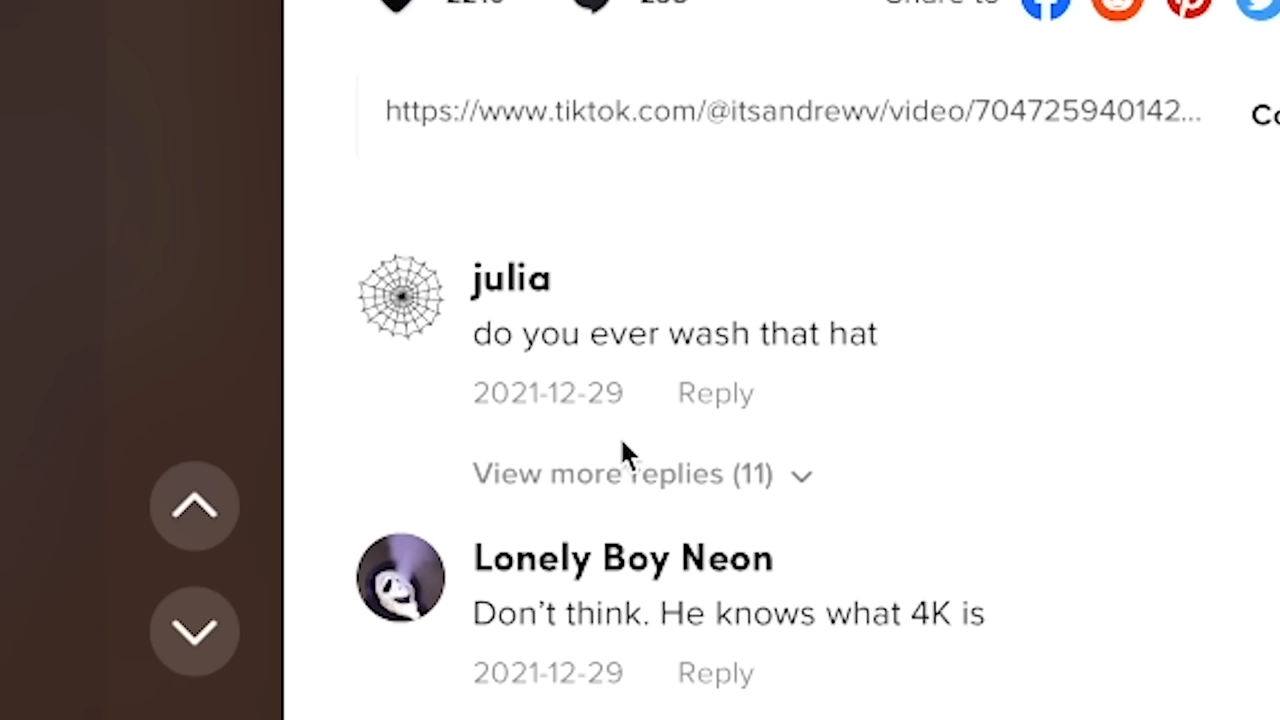 https://www.tiktok.com/@itsandrewv/video/704725940142...
julia
do you ever wash that hat
2021-12-29 Reply
View more replies (11)
Lonely Boy Neon
Don't think. He knows what 4K is
2021-12-29 Reply